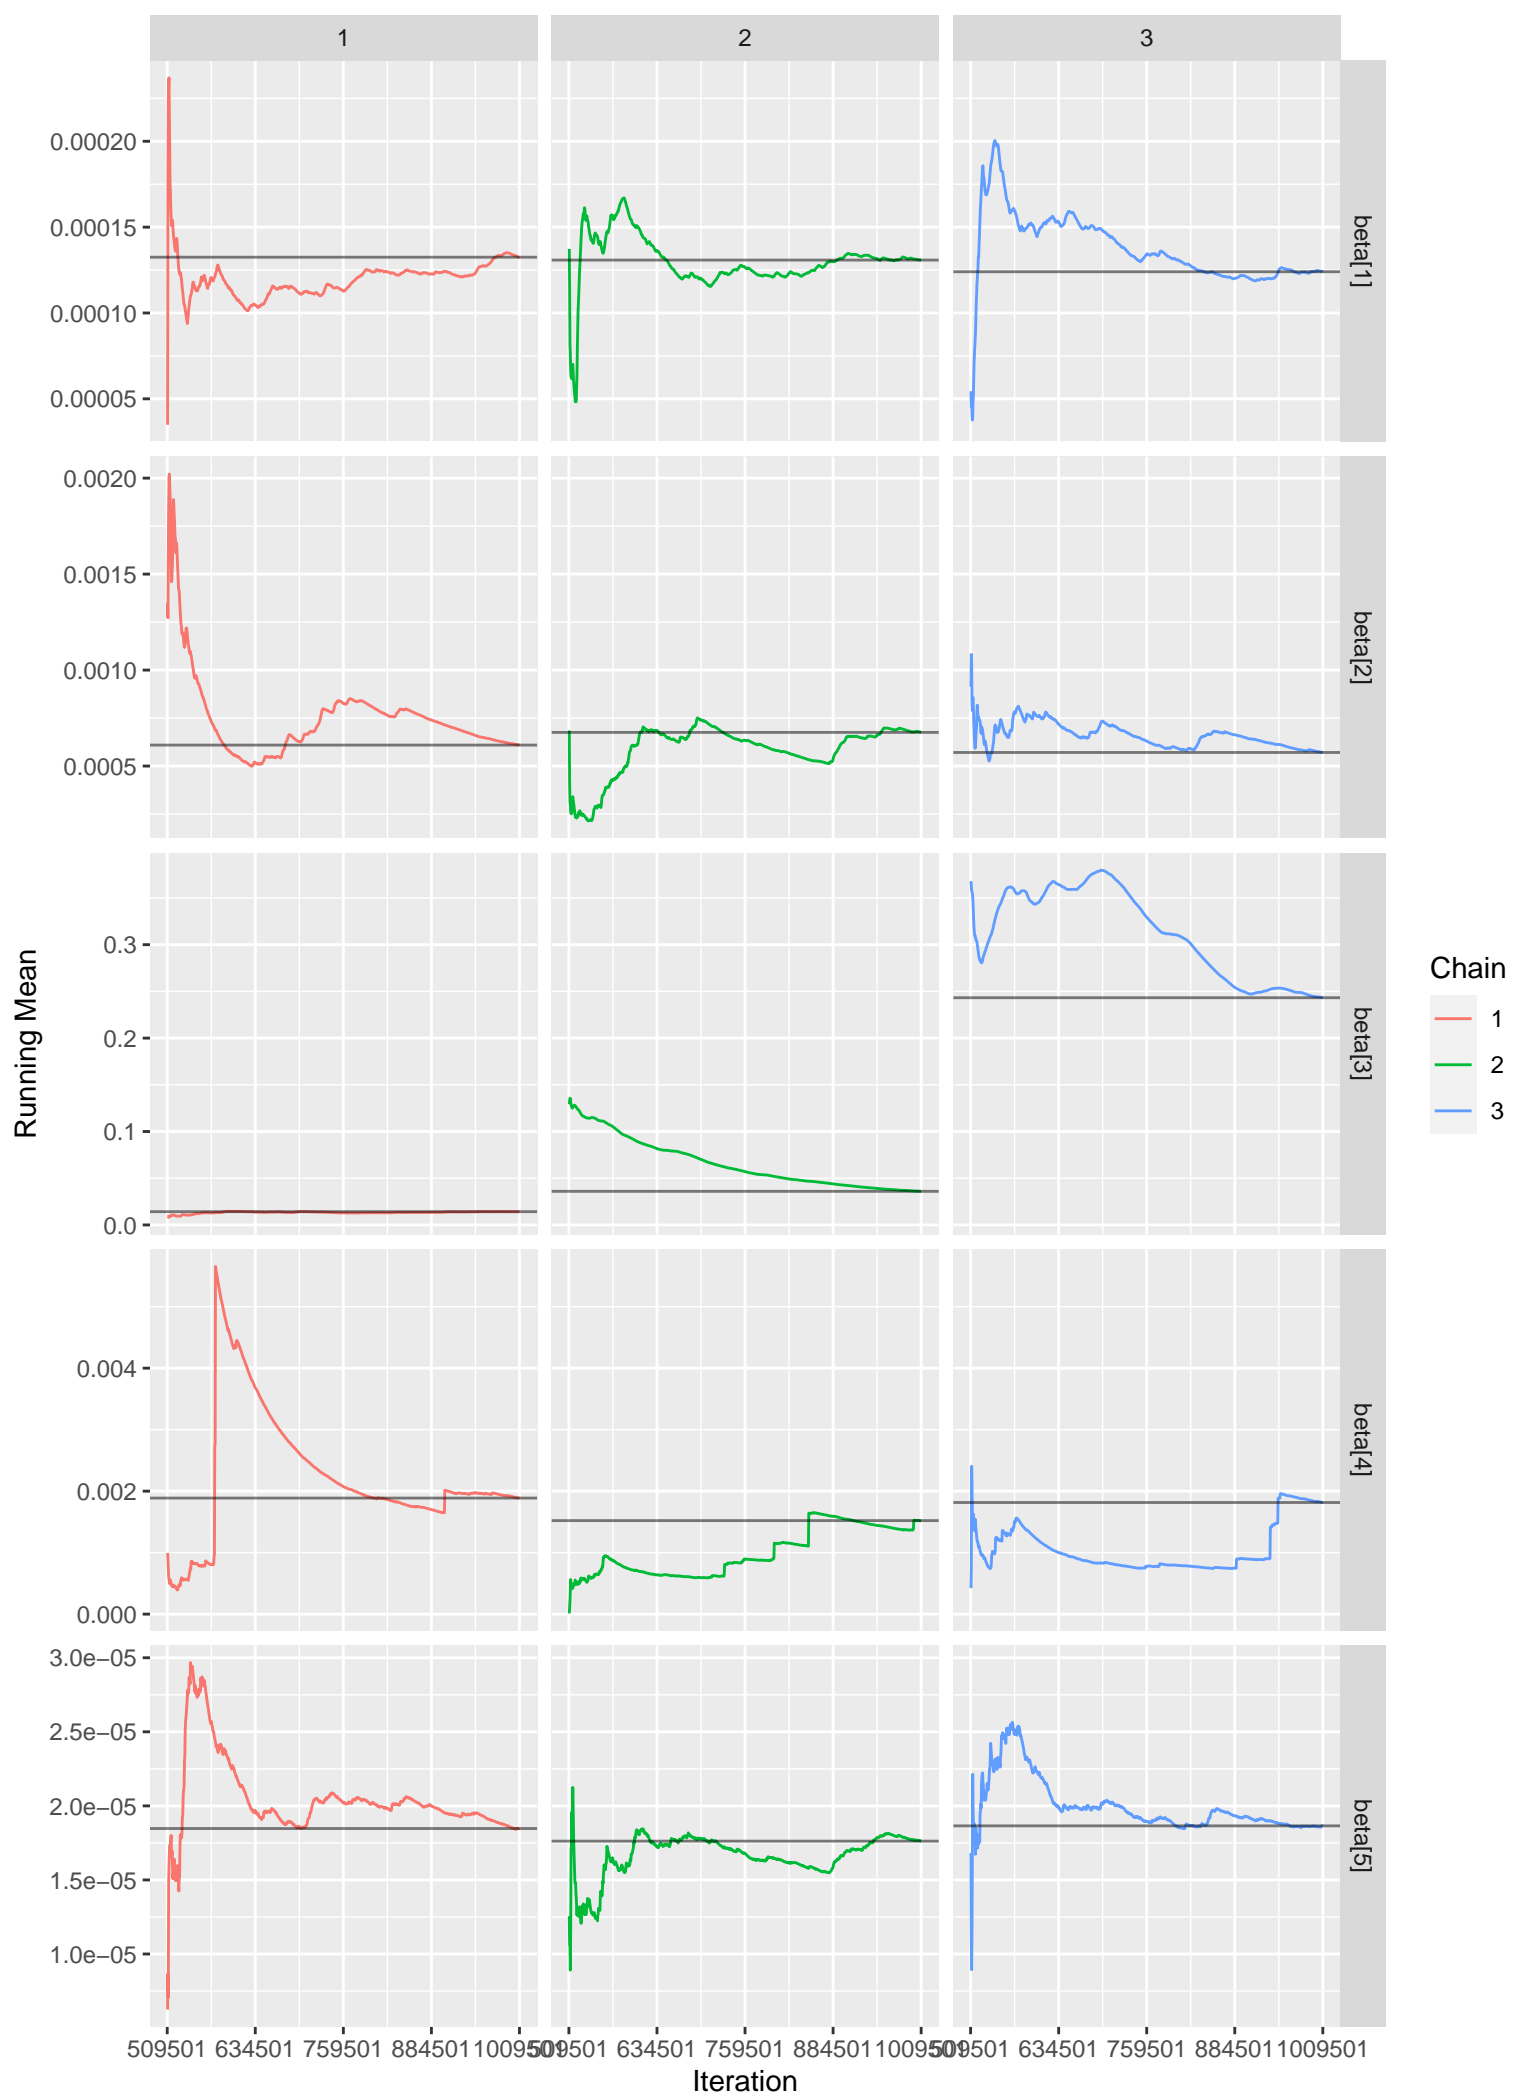 1 2 3
0.00020
0.00015
0.00010
0.00005
beta[1]
0.0020
0.0015
0.0010
0.0005
beta[2]
0.3
0.2
0.1
0.0
beta[3]
0.004
0.002
0.000
beta[4]
3.0e−05
2.5e−05
2.0e−05
1.5e−05
1.0e−05
beta[5]
Running Mean
509501 634501 759501 884501 1009501 509501 634501 759501 884501 1009501 509501 634501 759501 884501 1009501
Iteration
Chain
1
2
3